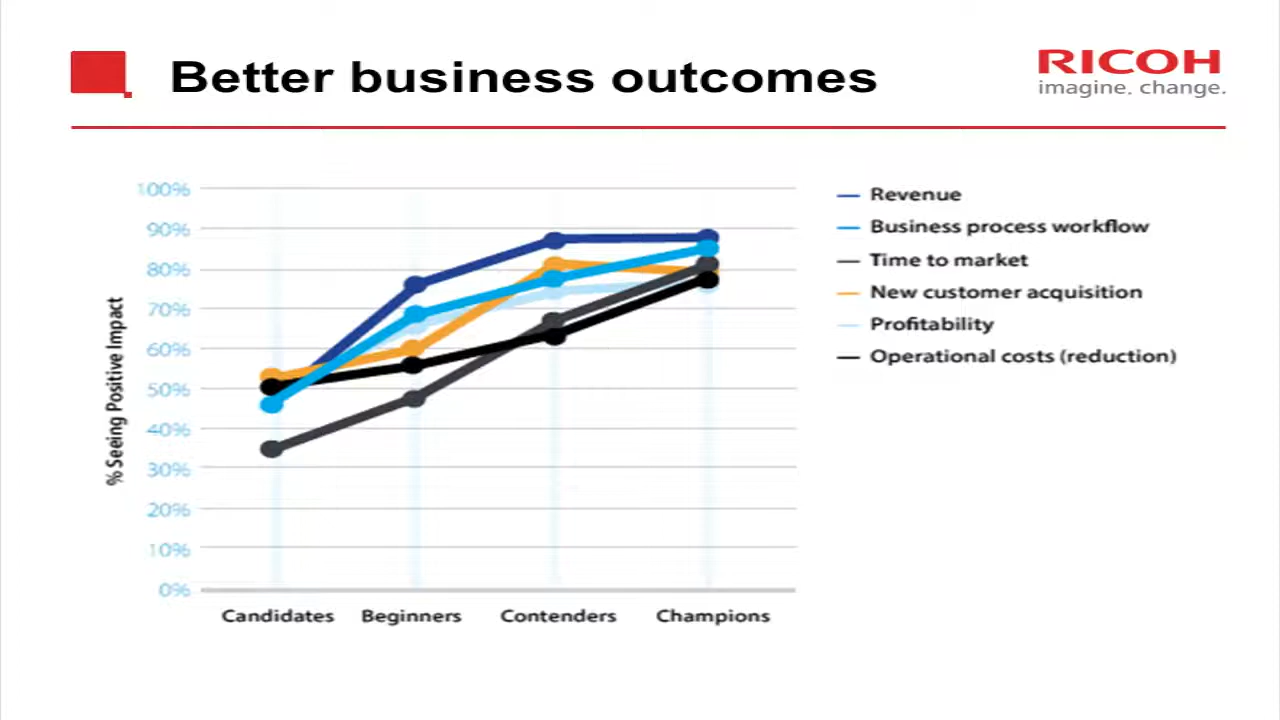 Better business outcomes
RICOH
imagine. change.
100%
90%
80%
70%
60%
50%
40%
30%
20%
10%
0%
% Seeing Positive Impact
Candidates Beginners Contenders Champions
Revenue
Business process workflow
Time to market
New customer acquisition
Profitability
Operational costs (reduction)